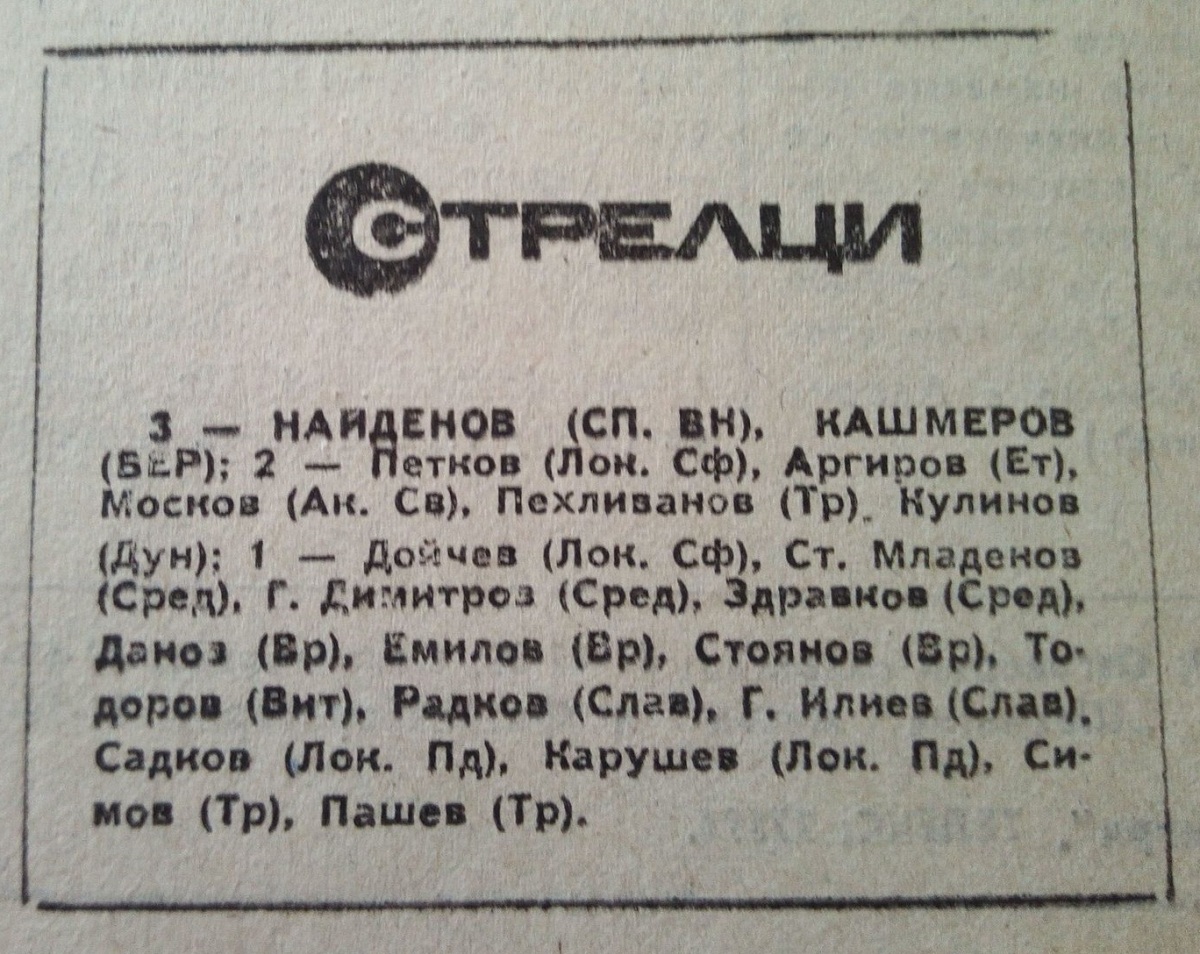 СТРЕЛЦИ
3 — НАЙДЕНОВ (СП. ВН), КАШМЕРОВ
(БЕР); 2 — Петков (Лок. Сф), Аргиров (Ет),
Москов (Ак. Св), Пехливанов (Тр). Кулинов
(Дун); 1 — Дойчев (Лок. Сф), Ст. Младенов
(Сред), Г. Димитроз (Сред), Здравков (Сред),
Даноз (Вр), Емилов (Вр), Стоянов (Вр), То-
доров (Вит), Радков (Слав), Г. Илиев (Слав),
Садков (Лок. Пд), Карушев (Лок. Пд), Си-
мов (Тр), Пашев (Тр).